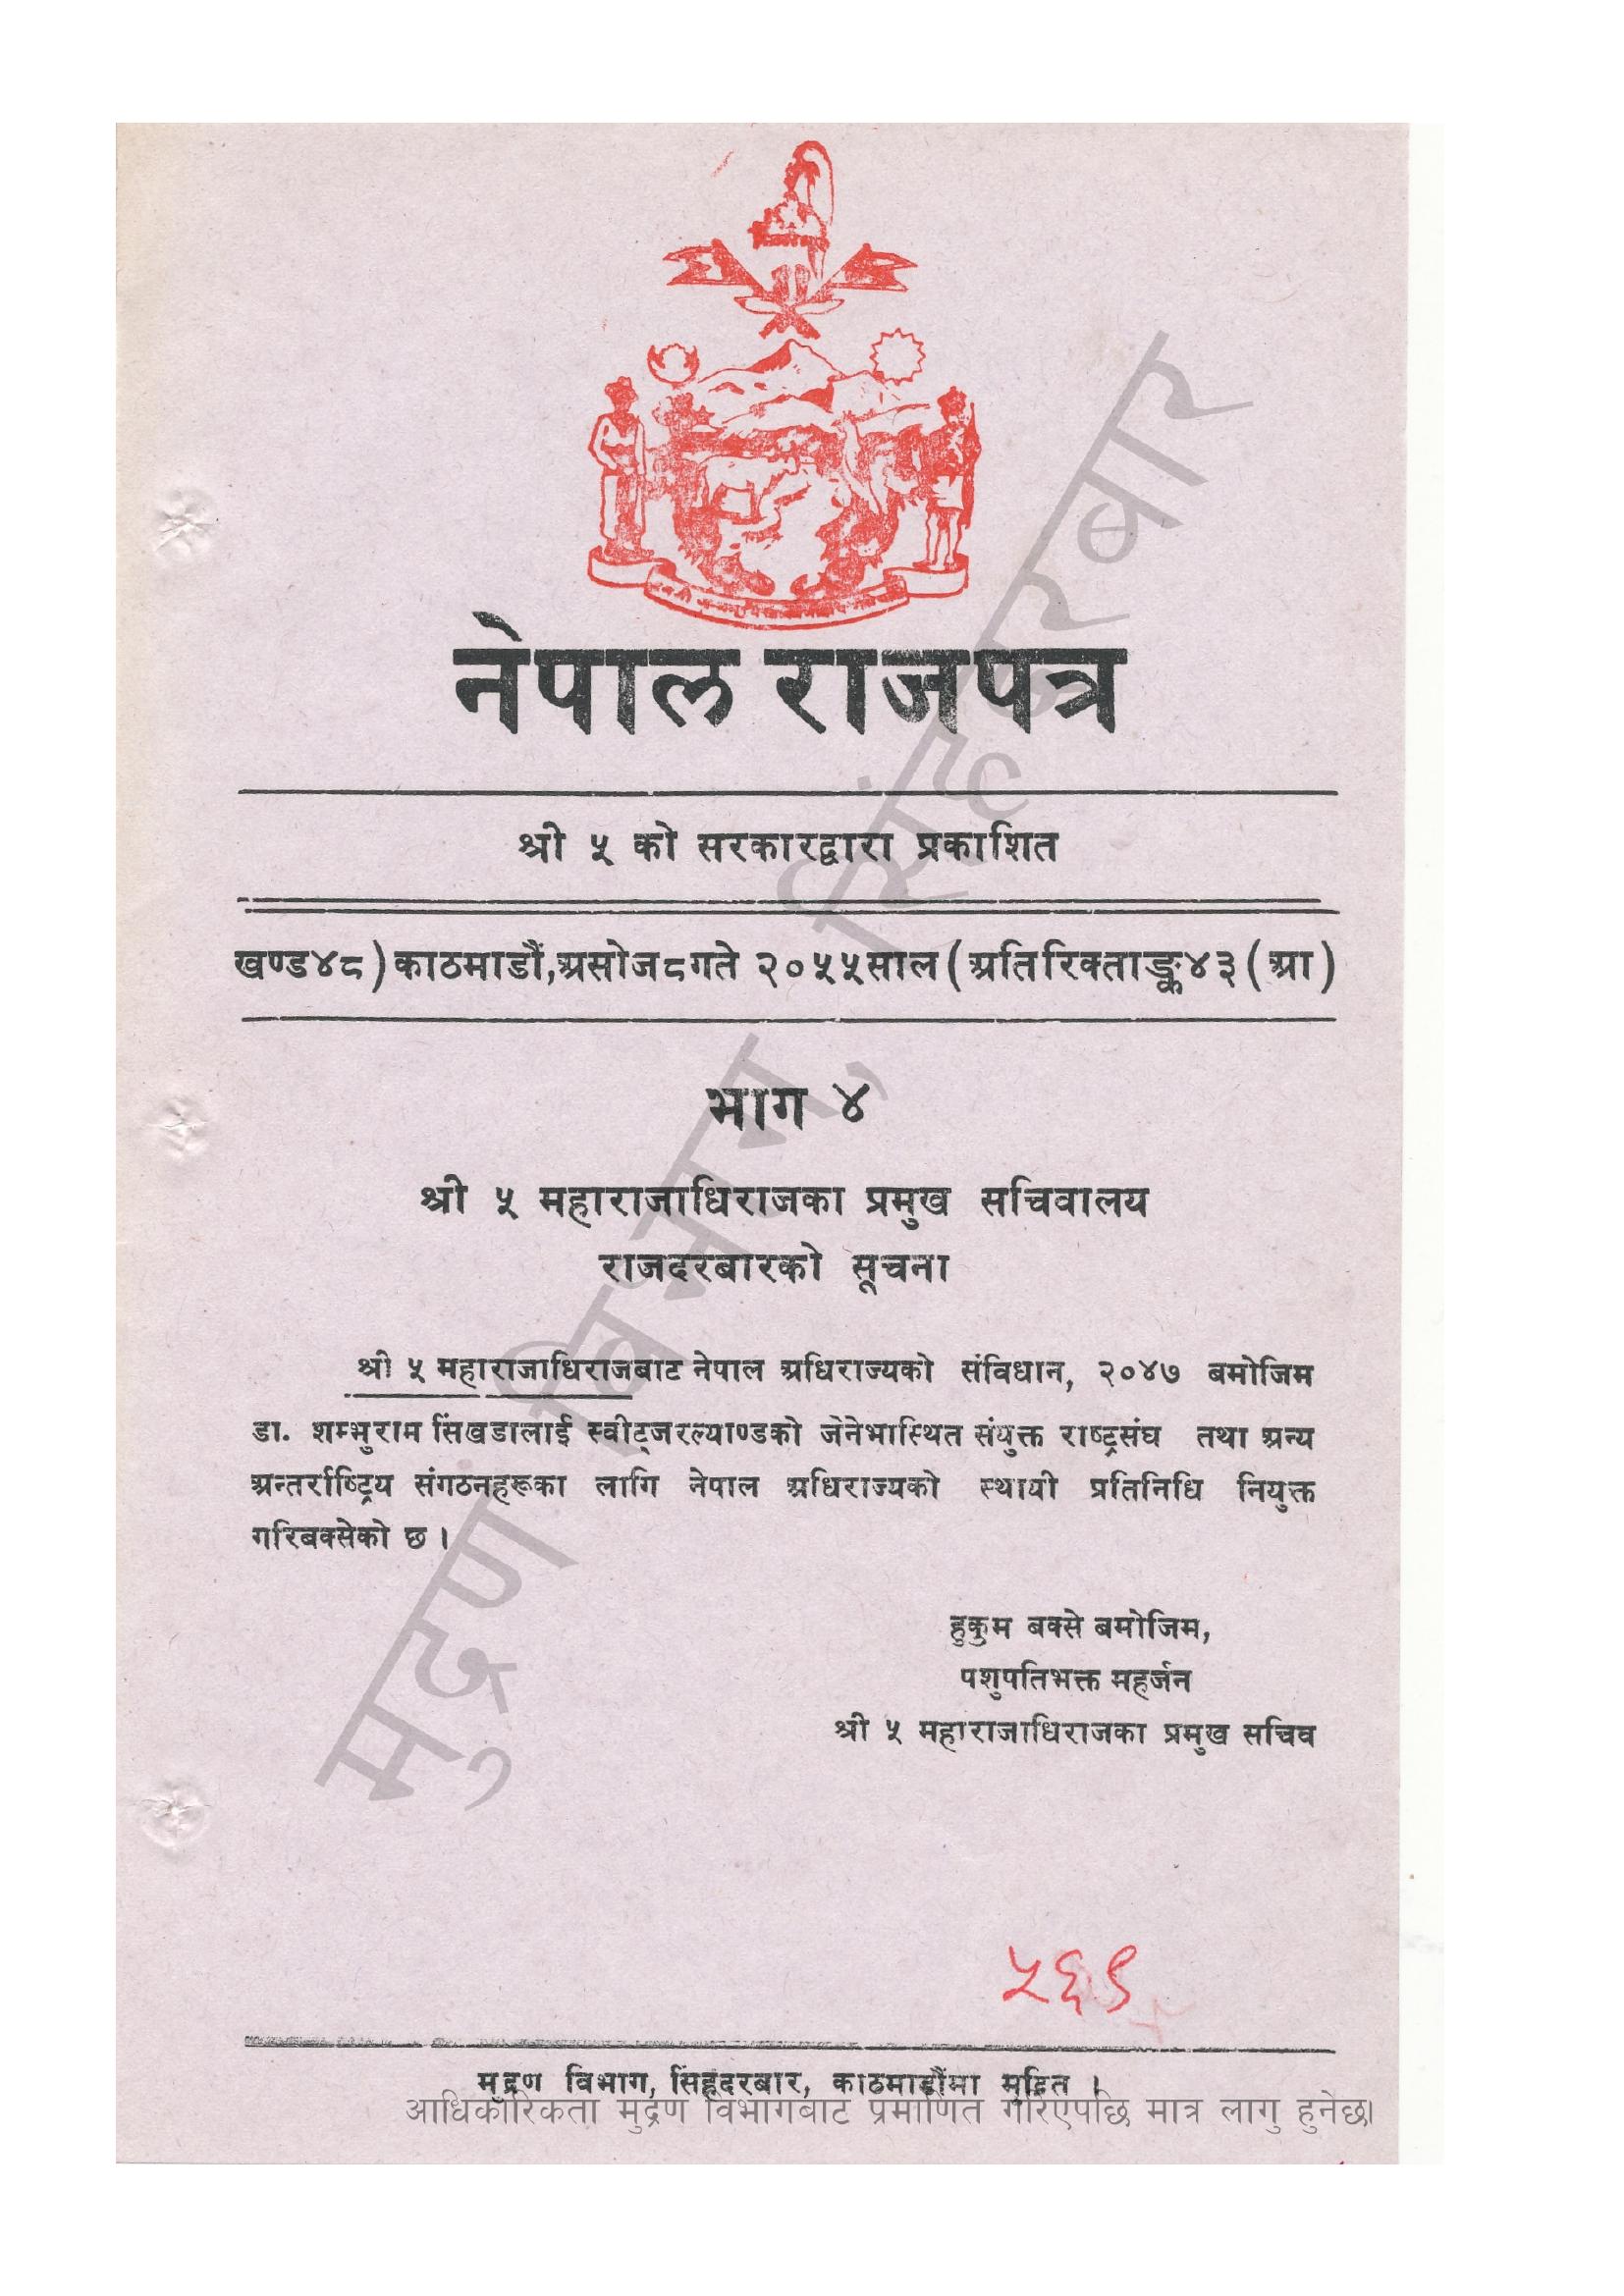 नेपाल राजपत्र
श्री ५ को सरकारद्वारा प्रकाशित
खण्ड४८) काठमाडौं,असोज८गते २०५५साल (अतिरिक्ताङ्क४३ (आ)
भाग ४
श्री ५ महाराजाधिराजका प्रमुख सचिवालय
राजदरबारको सूचना
श्री ५ महाराजाधिराजबाट नेपाल अधिराज्यको संविधान, २०४७ बमोजिम
डा. शम्भुराम सिंखडालाई स्वीट्जरल्याण्डको जेनेभास्थित संयुक्त राष्ट्रसंघ तथा अन्य
अन्तर्राष्ट्रिय संगठनहरूका लागि नेपाल अधिराज्यको स्थायी प्रतिनिधि नियुक्त
गरिबक्सेको छ ।
हुकुम बक्से बमोजिम,
पशुपतिभक्त महर्जन
श्री ५ महाराजाधिराजका प्रमुख सचिव
५६९
मुद्रण विभाग, सिंहदरबार, काठमाडौंमा मुद्रित ।
आधिकारिकता मुद्रण विभागबाट प्रमाणित गरिएपछि मात्र लागु हुनेछ।
मुद्रण विभाग, सिंहदरबार